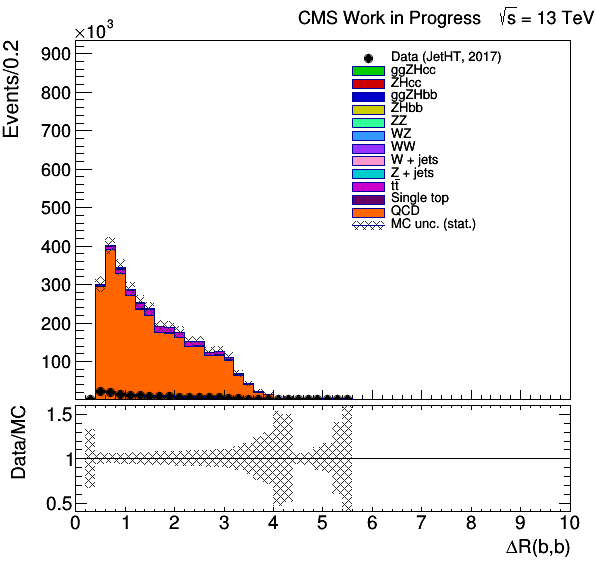 CMS Work in Progress √s = 13 TeV
×10³
Events/0.2
900
800
700
600
500
400
300
200
100
Data (JetHT, 2017)
ggZHcc
ZHcc
ggZHbb
ZHbb
ZZ
WZ
WW
W + jets
Z + jets
tt̄
Single top
QCD
MC unc. (stat.)
Data/MC
1.5
1
0.5
0 1 2 3 4 5 6 7 8 9 10
ΔR(b,b)